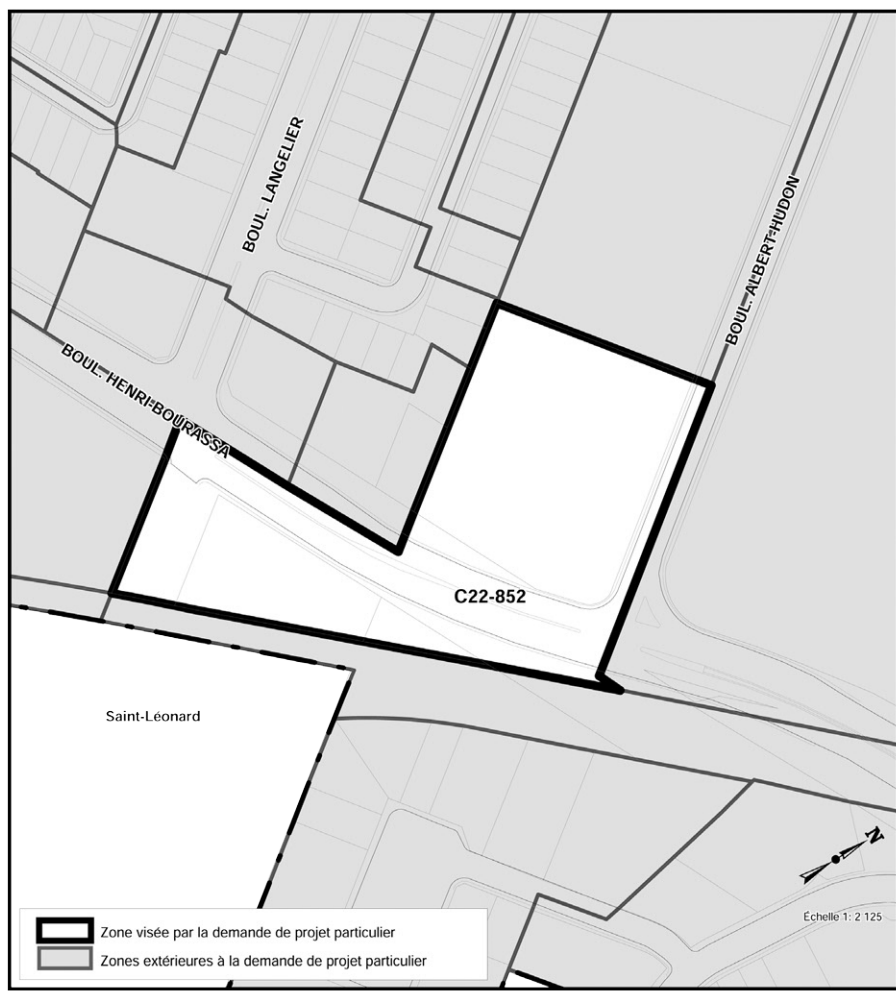 BOUL. LANGELIER
BOUL. ALBERT-HUDON
BOUL. HENRI-BOURASSA
C22-852
Saint-Léonard
N
Échelle 1: 2 125
Zone visée par la demande de projet particulier
Zones extérieures à la demande de projet particulier